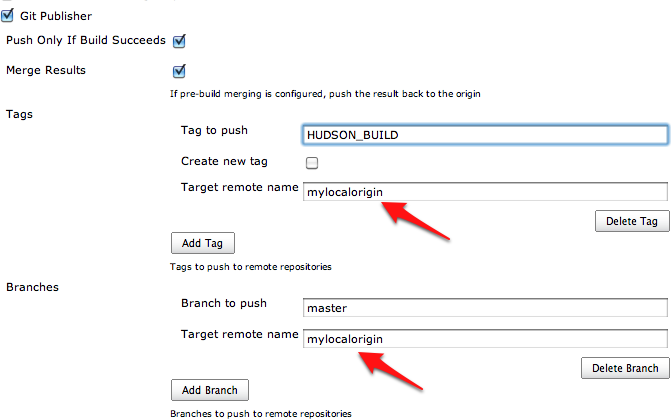 Git Publisher
Push Only If Build Succeeds
Merge Results
If pre-build merging is configured, push the result back to the origin
Tags
Tag to push HUDSON_BUILD
Create new tag
Target remote name mylocalorigin
Delete Tag
Add Tag
Tags to push to remote repositories
Branches
Branch to push master
Target remote name mylocalorigin
Delete Branch
Add Branch
Branches to push to remote repositories